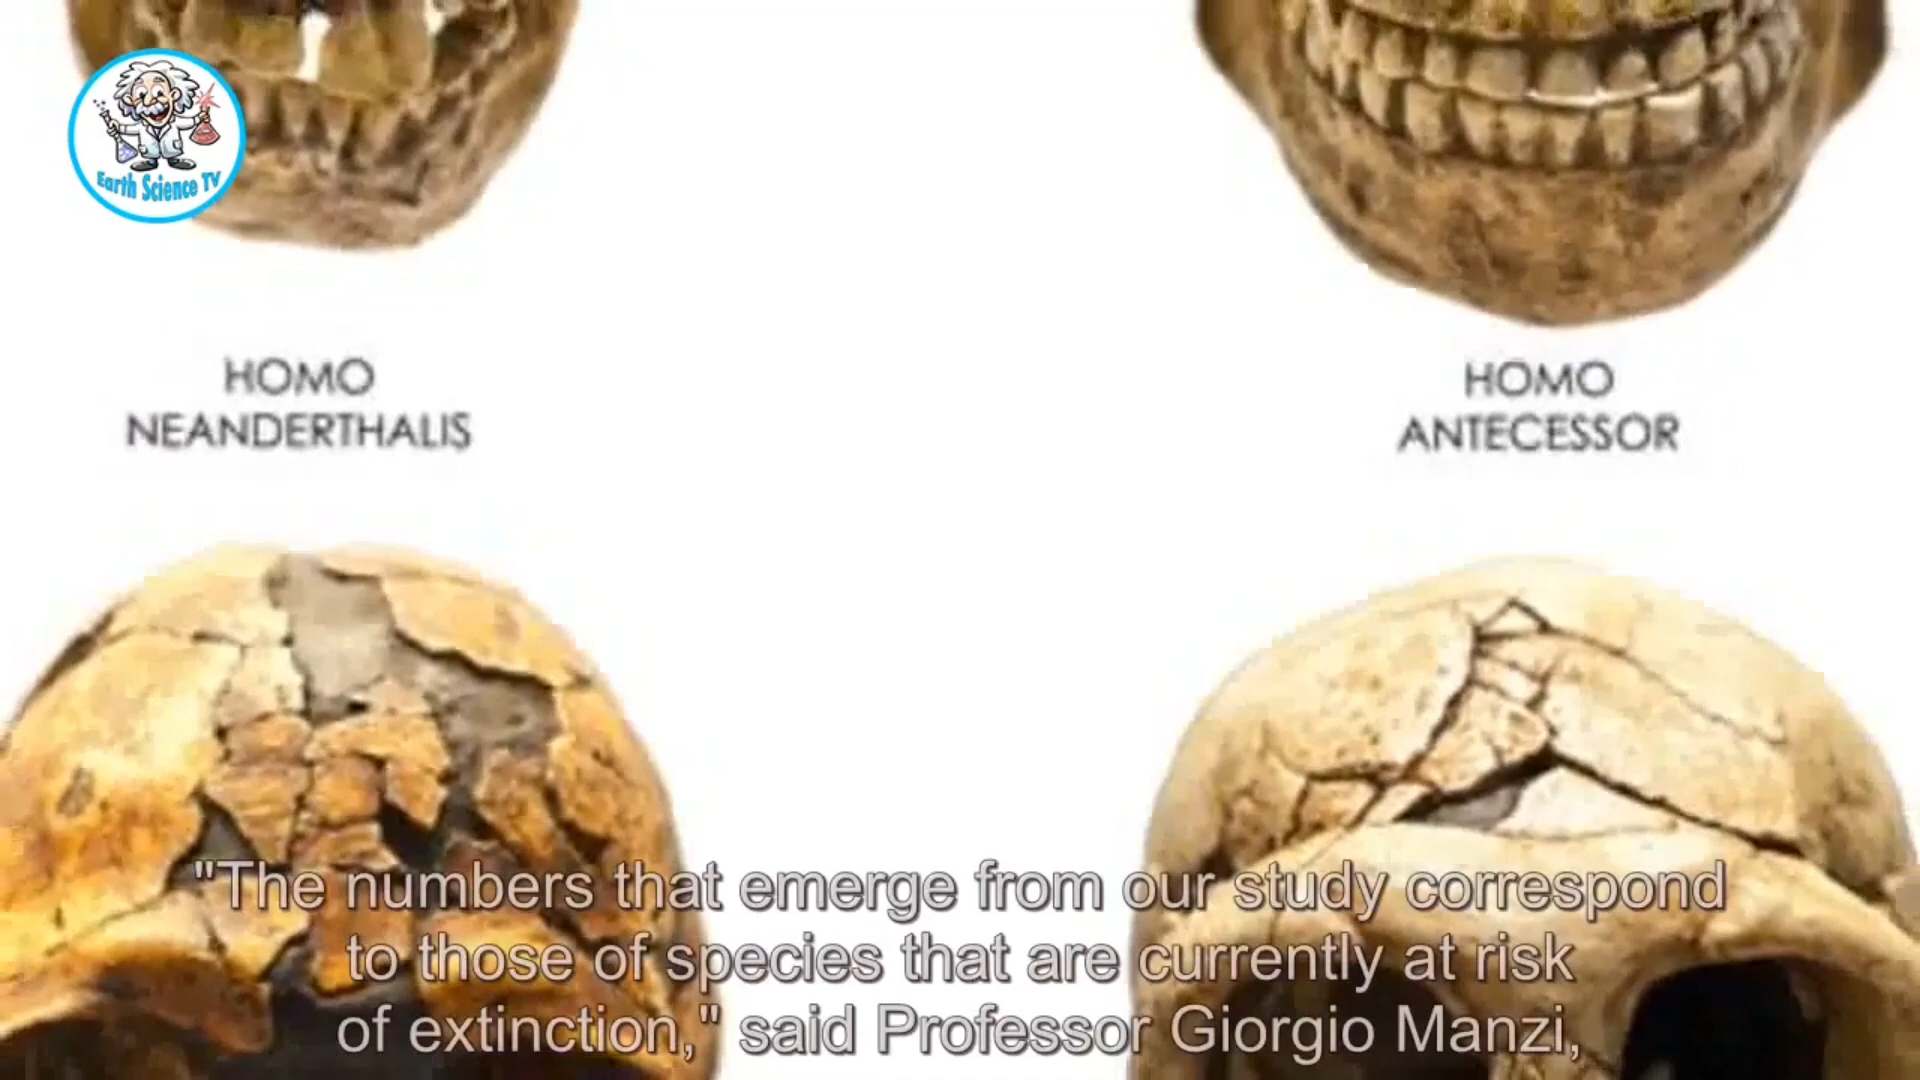 Earth Science TV
HOMO
NEANDERTHALIS
HOMO
ANTECESSOR
"The numbers that emerge from our study correspond
to those of species that are currently at risk
of extinction," said Professor Giorgio Manzi,